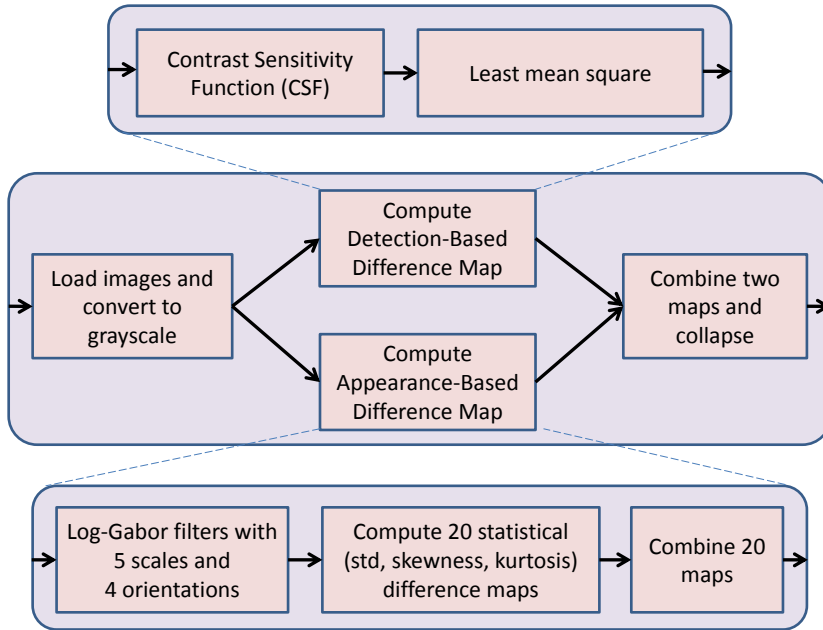 Contrast Sensitivity
Function (CSF)
Least mean square
Load images and
convert to
grayscale
Compute
Detection-Based
Difference Map
Compute
Appearance-Based
Difference Map
Combine two
maps and
collapse
Log-Gabor filters with
5 scales and
4 orientations
Compute 20 statistical
(std, skewness, kurtosis)
difference maps
Combine 20
maps